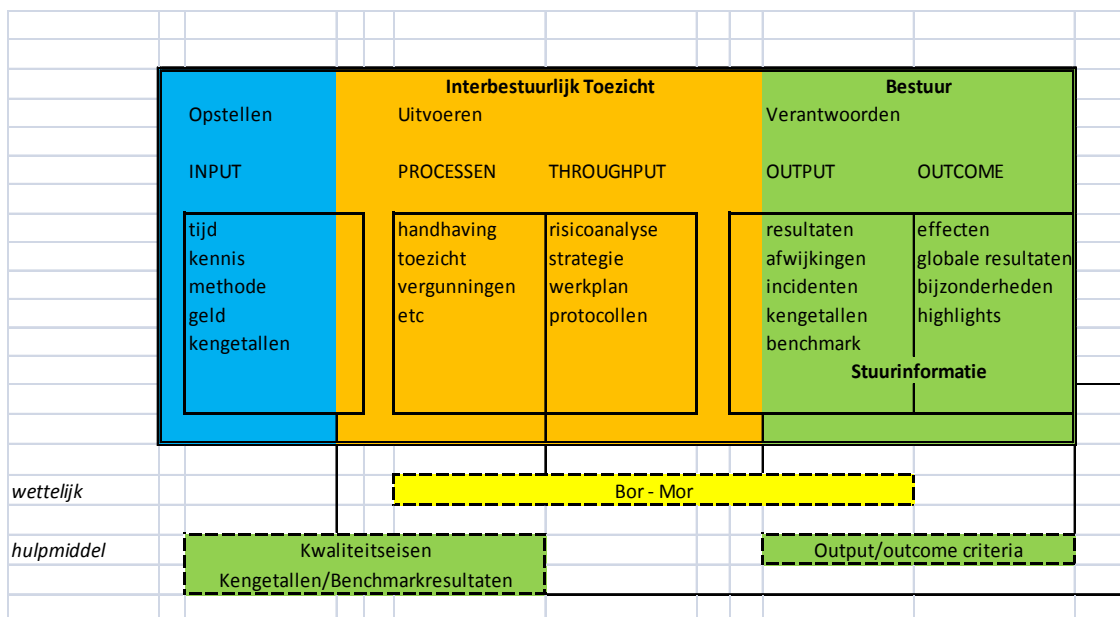 Interbestuurlijk Toezicht Bestuur
Opstellen Uitvoeren Verantwoorden
INPUT PROCESSEN THROUGHPUT OUTPUT OUTCOME
tijd handhaving risicoanalyse resultaten effecten
kennis toezicht strategie afwijkingen globale resultaten
methode vergunningen werkplan incidenten bijzonderheden
geld etc protocollen kengetallen highlights
kengetallen benchmark
Stuurinformatie
wettelijk Bor - Mor
hulpmiddel Kwaliteitseisen Output/outcome criteria
Kengetallen/Benchmarkresultaten